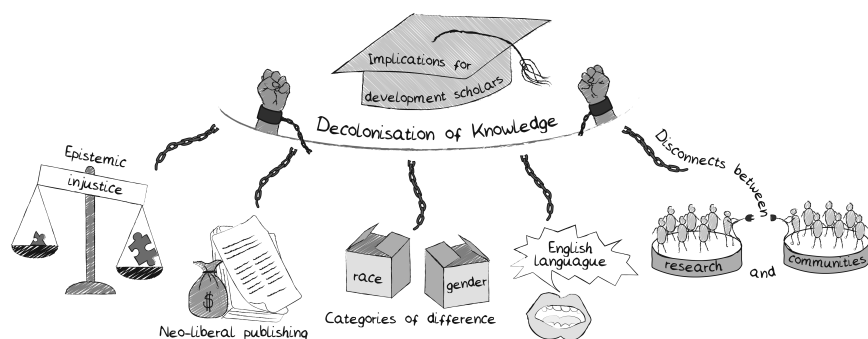 Implications for
development scholars
Decolonisation of Knowledge
Epistemic
injustice
$
Neo-liberal publishing
race
gender
Categories of difference
English
languague
Disconnects between
research
and
communities